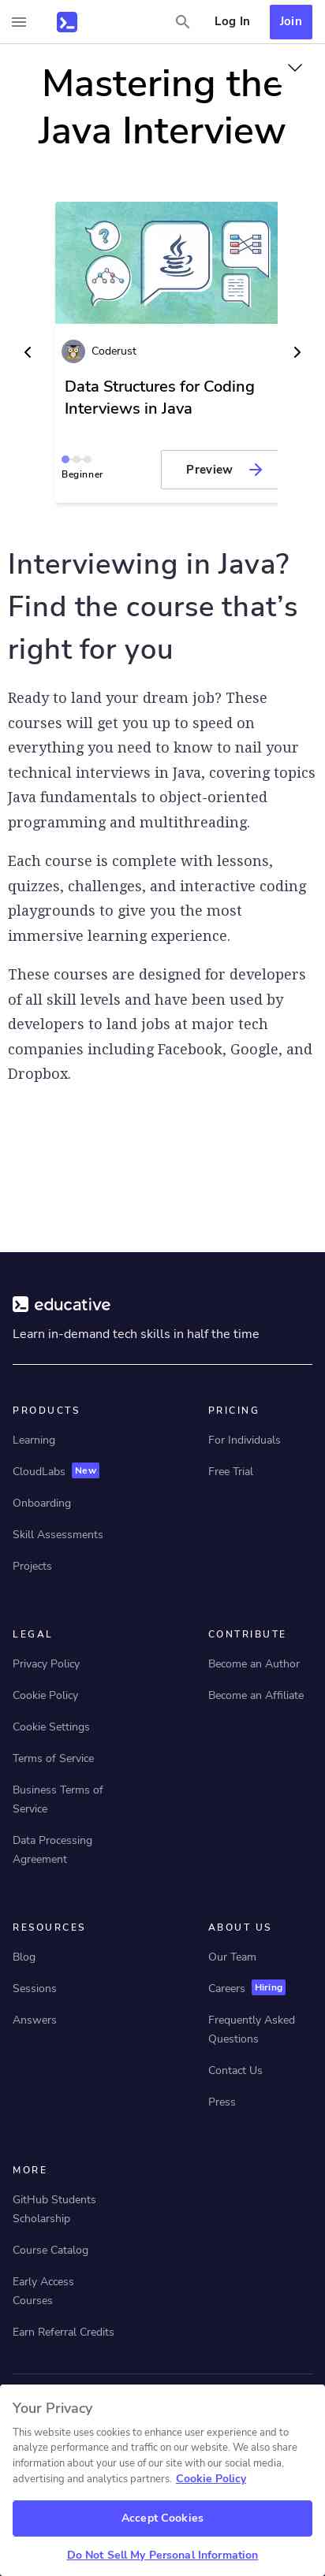 Log In
Join
Mastering the
Java Interview
Coderust
Data Structures for Coding
Interviews in Java
Beginner
Preview
Interviewing in Java?
Find the course that’s
right for you
Ready to land your dream job? These
courses will get you up to speed on
everything you need to know to nail your
technical interviews in Java, covering topics
Java fundamentals to object-oriented
programming and multithreading.
Each course is complete with lessons,
quizzes, challenges, and interactive coding
playgrounds to give you the most
immersive learning experience.
These courses are designed for developers
of all skill levels and have been used by
developers to land jobs at major tech
companies including Facebook, Google, and
Dropbox.
educative
Learn in-demand tech skills in half the time
PRODUCTS
Learning
CloudLabs New
Onboarding
Skill Assessments
Projects
PRICING
For Individuals
Free Trial
LEGAL
Privacy Policy
Cookie Policy
Cookie Settings
Terms of Service
Business Terms of
Service
Data Processing
Agreement
CONTRIBUTE
Become an Author
Become an Affiliate
RESOURCES
Blog
Sessions
Answers
ABOUT US
Our Team
Careers Hiring
Frequently Asked
Questions
Contact Us
Press
MORE
GitHub Students
Scholarship
Course Catalog
Early Access
Courses
Earn Referral Credits
Your Privacy
This website uses cookies to enhance user experience and to
analyze performance and traffic on our website. We also share
information about your use of our site with our social media,
advertising and analytics partners. Cookie Policy
Accept Cookies
Do Not Sell My Personal Information